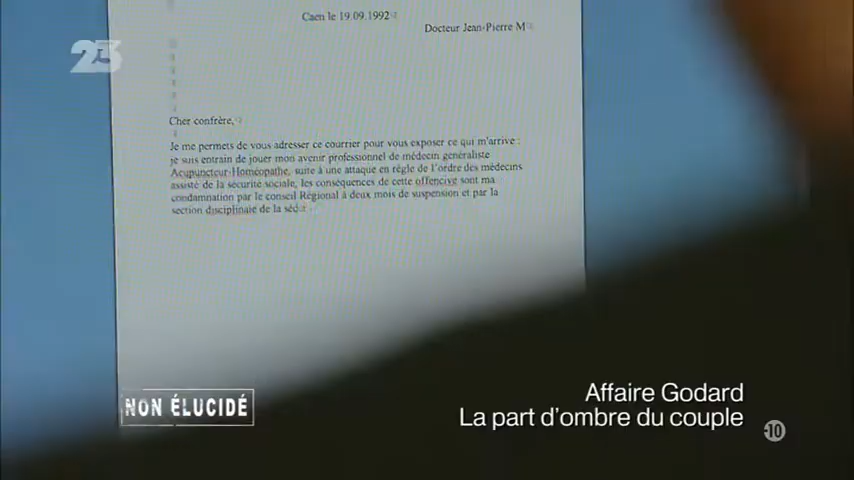 23
Caen le 19.09.1992
Docteur Jean-Pierre M
Cher confrère,
Je me permets de vous adresser ce courrier pour vous exposer ce qui m'arrive :
je suis entrain de jouer mon avenir professionnel de médecin généraliste
Acupuncteur-Homéopathe, suite à une attaque en règle de l'ordre des médecins
assisté de la sécurité sociale, les conséquences de cette offencive sont ma
condamnation par le conseil Régional à deux mois de suspension et par la
section disciplinale de la séc
NON ÉLUCIDÉ
Affaire Godard
La part d'ombre du couple
-10